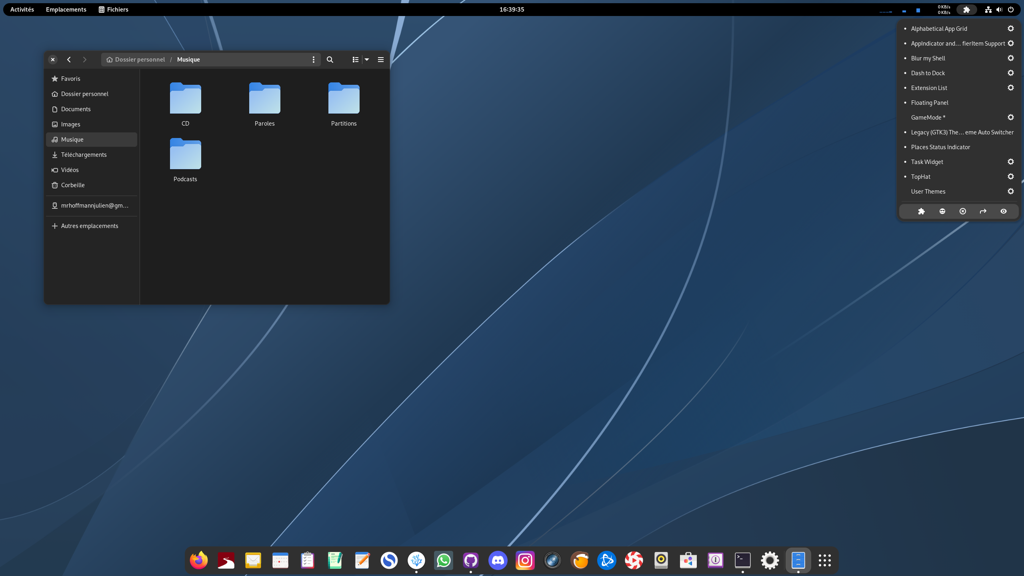 Activités Emplacements Fichiers 16:39:35 0 KB/s
0 KB/s
Dossier personnel / Musique
Favoris
Dossier personnel
Documents
Images
Musique
Téléchargements
Vidéos
Corbeille
mrhoffmannjulien@gm...
Autres emplacements
CD Paroles Partitions
Podcasts
Alphabetical App Grid
AppIndicator and... fierItem Support
Blur my Shell
Dash to Dock
Extension List
Floating Panel
GameMode *
Legacy (GTK3) The... eme Auto Switcher
Places Status Indicator
Task Widget
TopHat
User Themes